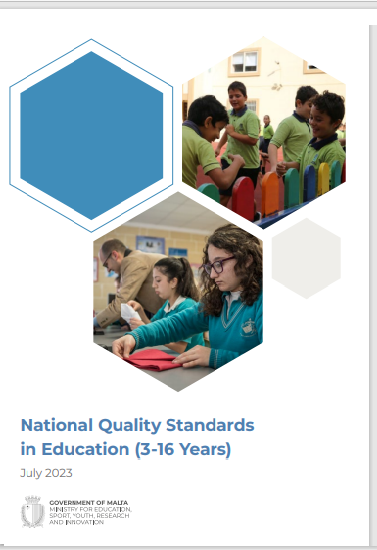 National Quality Standards
in Education (3-16 Years)
July 2023
GOVERNMENT OF MALTA
MINISTRY FOR EDUCATION,
SPORT, YOUTH, RESEARCH
AND INNOVATION